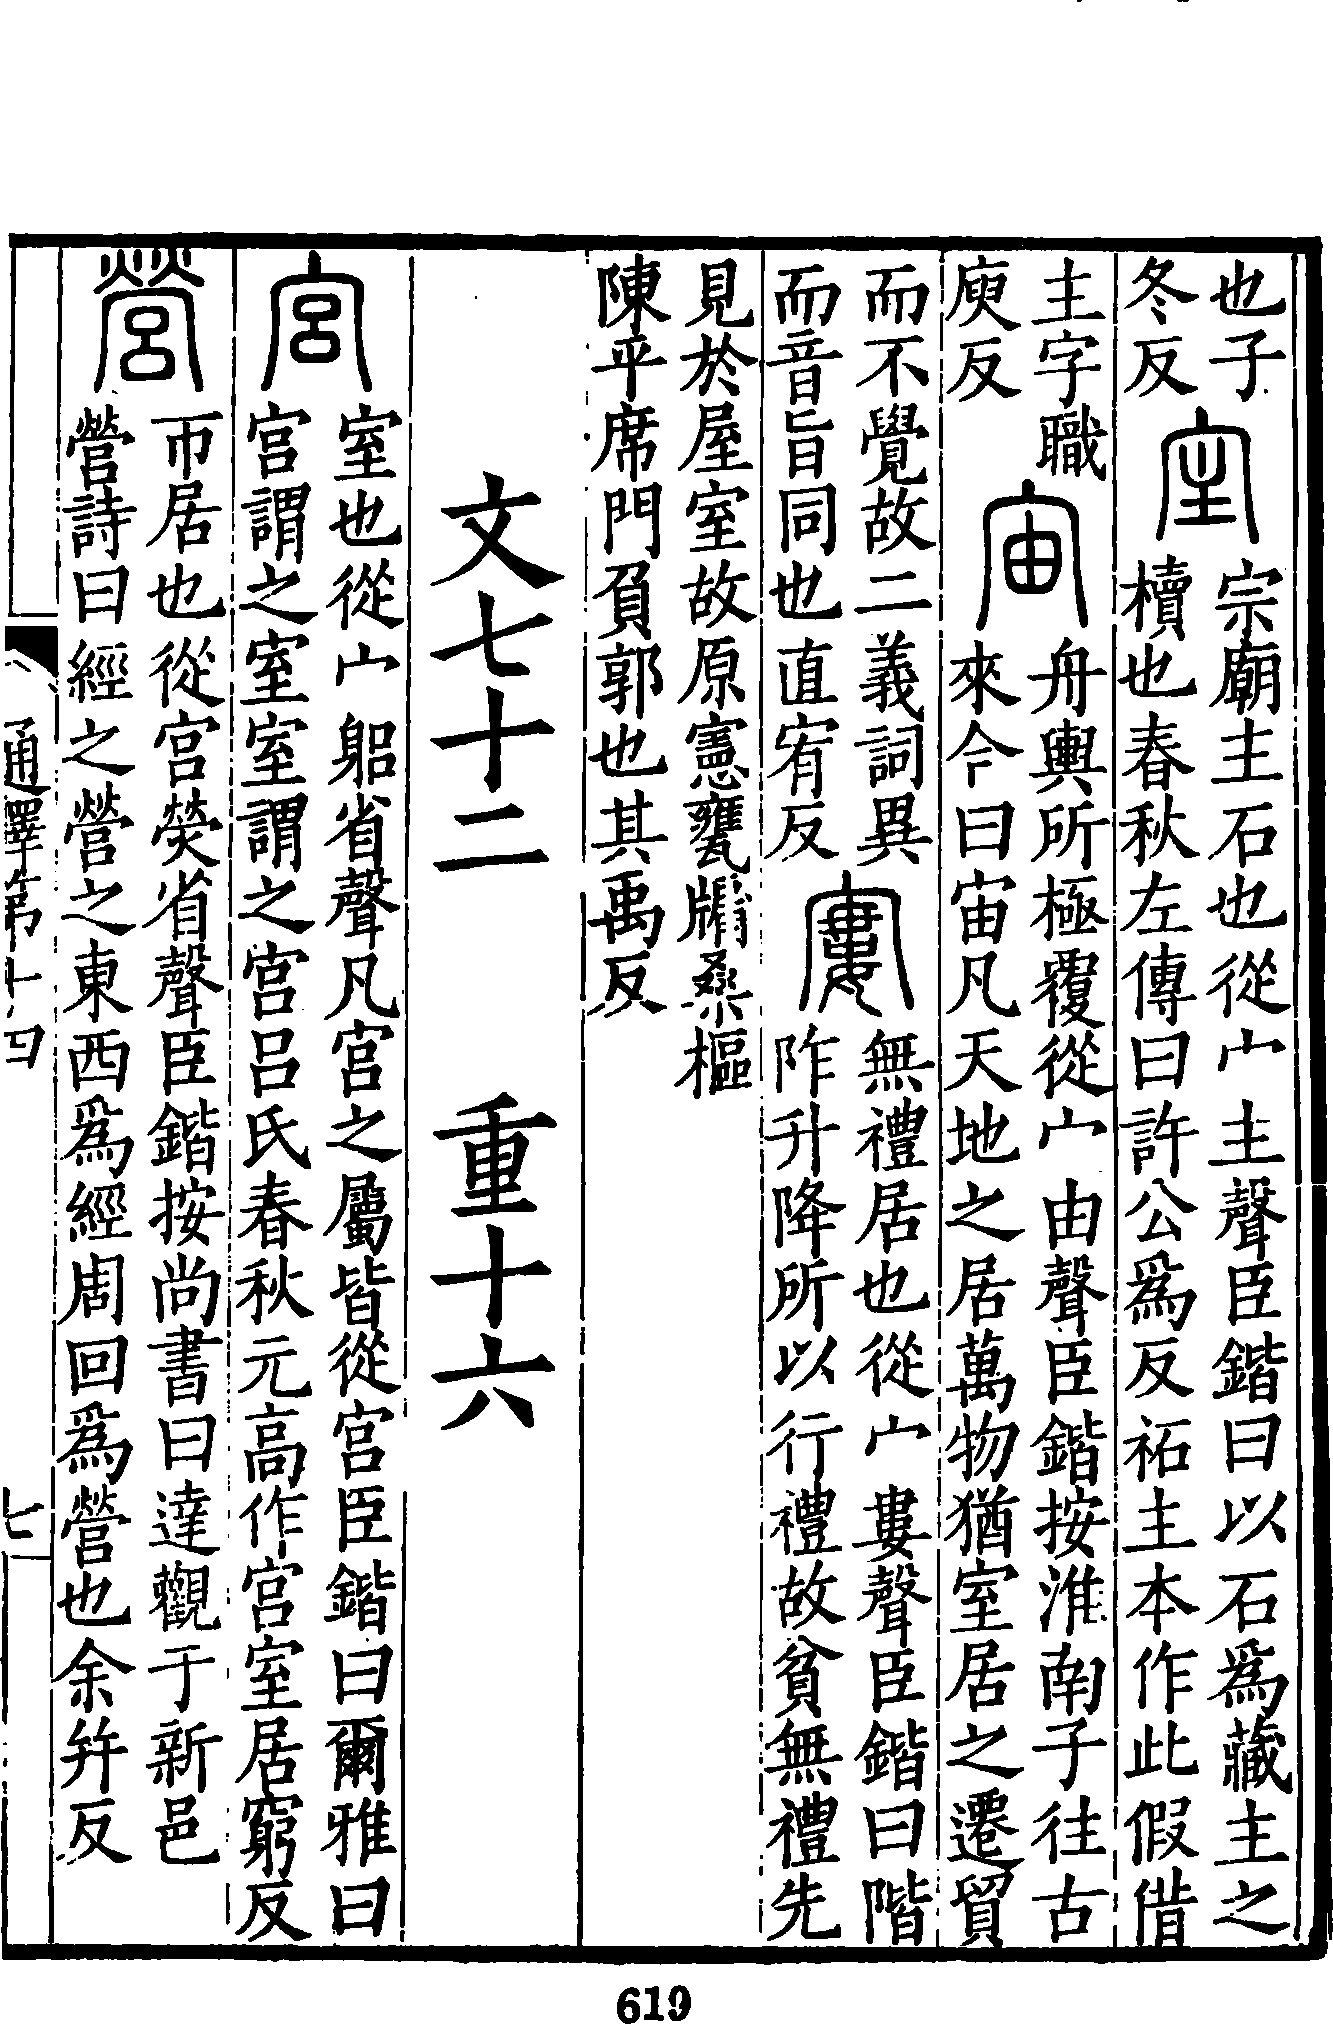 也子
冬反
宔
宗廟主石也從宀主聲臣鍇曰以石爲藏主之
櫝也春秋左傳曰許公爲反祏主本作此假借
主字職
庾反
宙
舟輿所極覆從宀由聲臣鍇按淮南子往古
來今曰宙凡天地之居萬物猶室居之遷貿
而不覺故二義詞異
而音旨同也直宥反
寠
無禮居也從宀婁聲臣鍇曰階
阼升降所以行禮故貧無禮先
見於屋室故原憲甕牖桑樞
陳平席門負郭也其禹反
文七十二　重十六
宮
室也從宀躳省聲凡宮之屬皆從宮臣鍇曰爾雅曰
宮謂之室室謂之宮呂氏春秋元高作宮室居窮反
營
帀居也從宮熒省聲臣鍇按尚書曰達觀于新邑
營詩曰經之營之東西爲經周回爲營也余幷反
通釋第十四
七
619